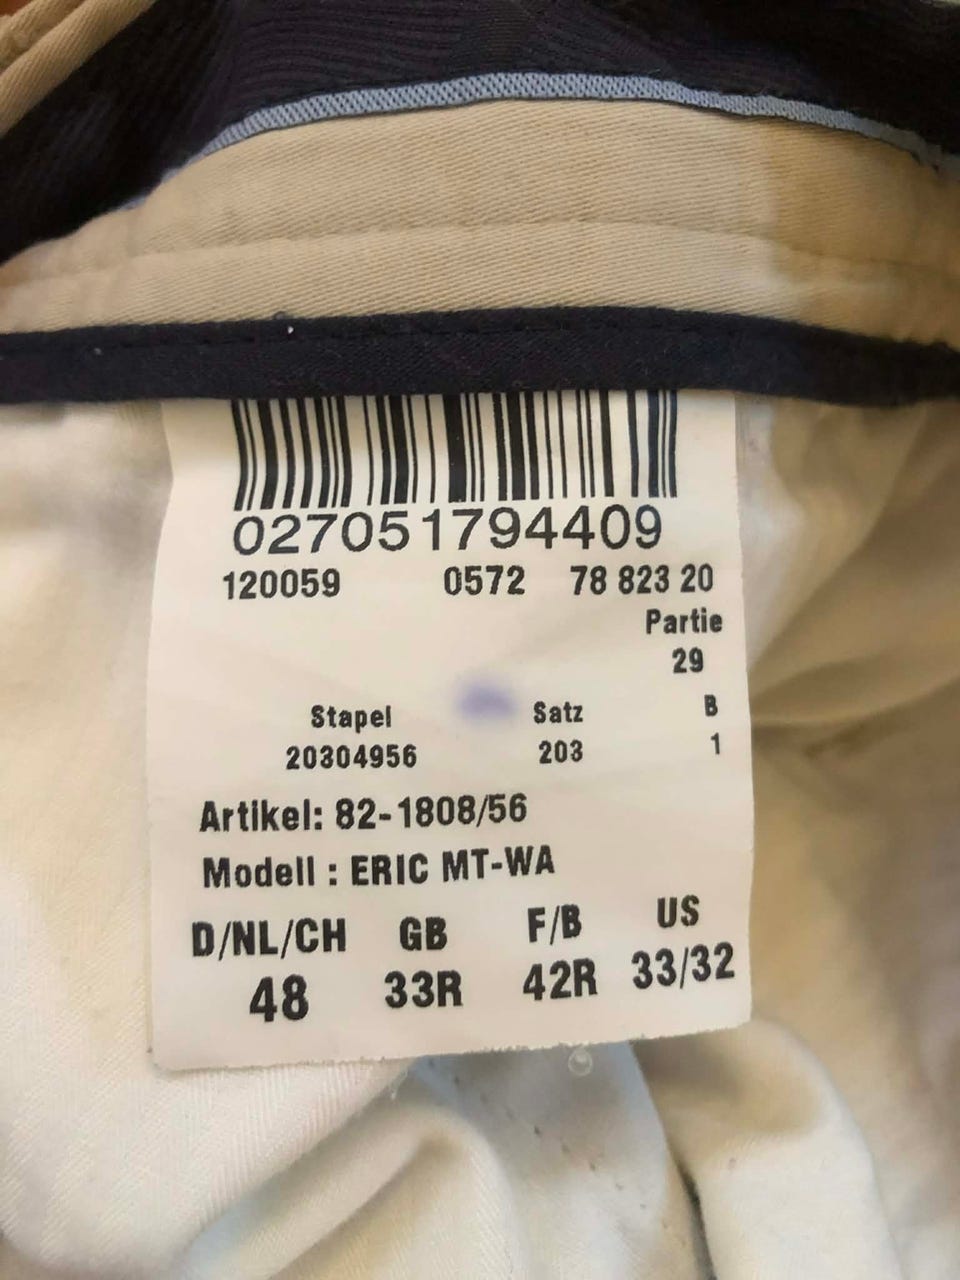 027051794409
120059 0572 78 823 20
Partie
29
Stapel Satz B
20304956 203 1
Artikel: 82-1808/56
Modell : ERIC MT-WA
D/NL/CH GB F/B US
48 33R 42R 33/32